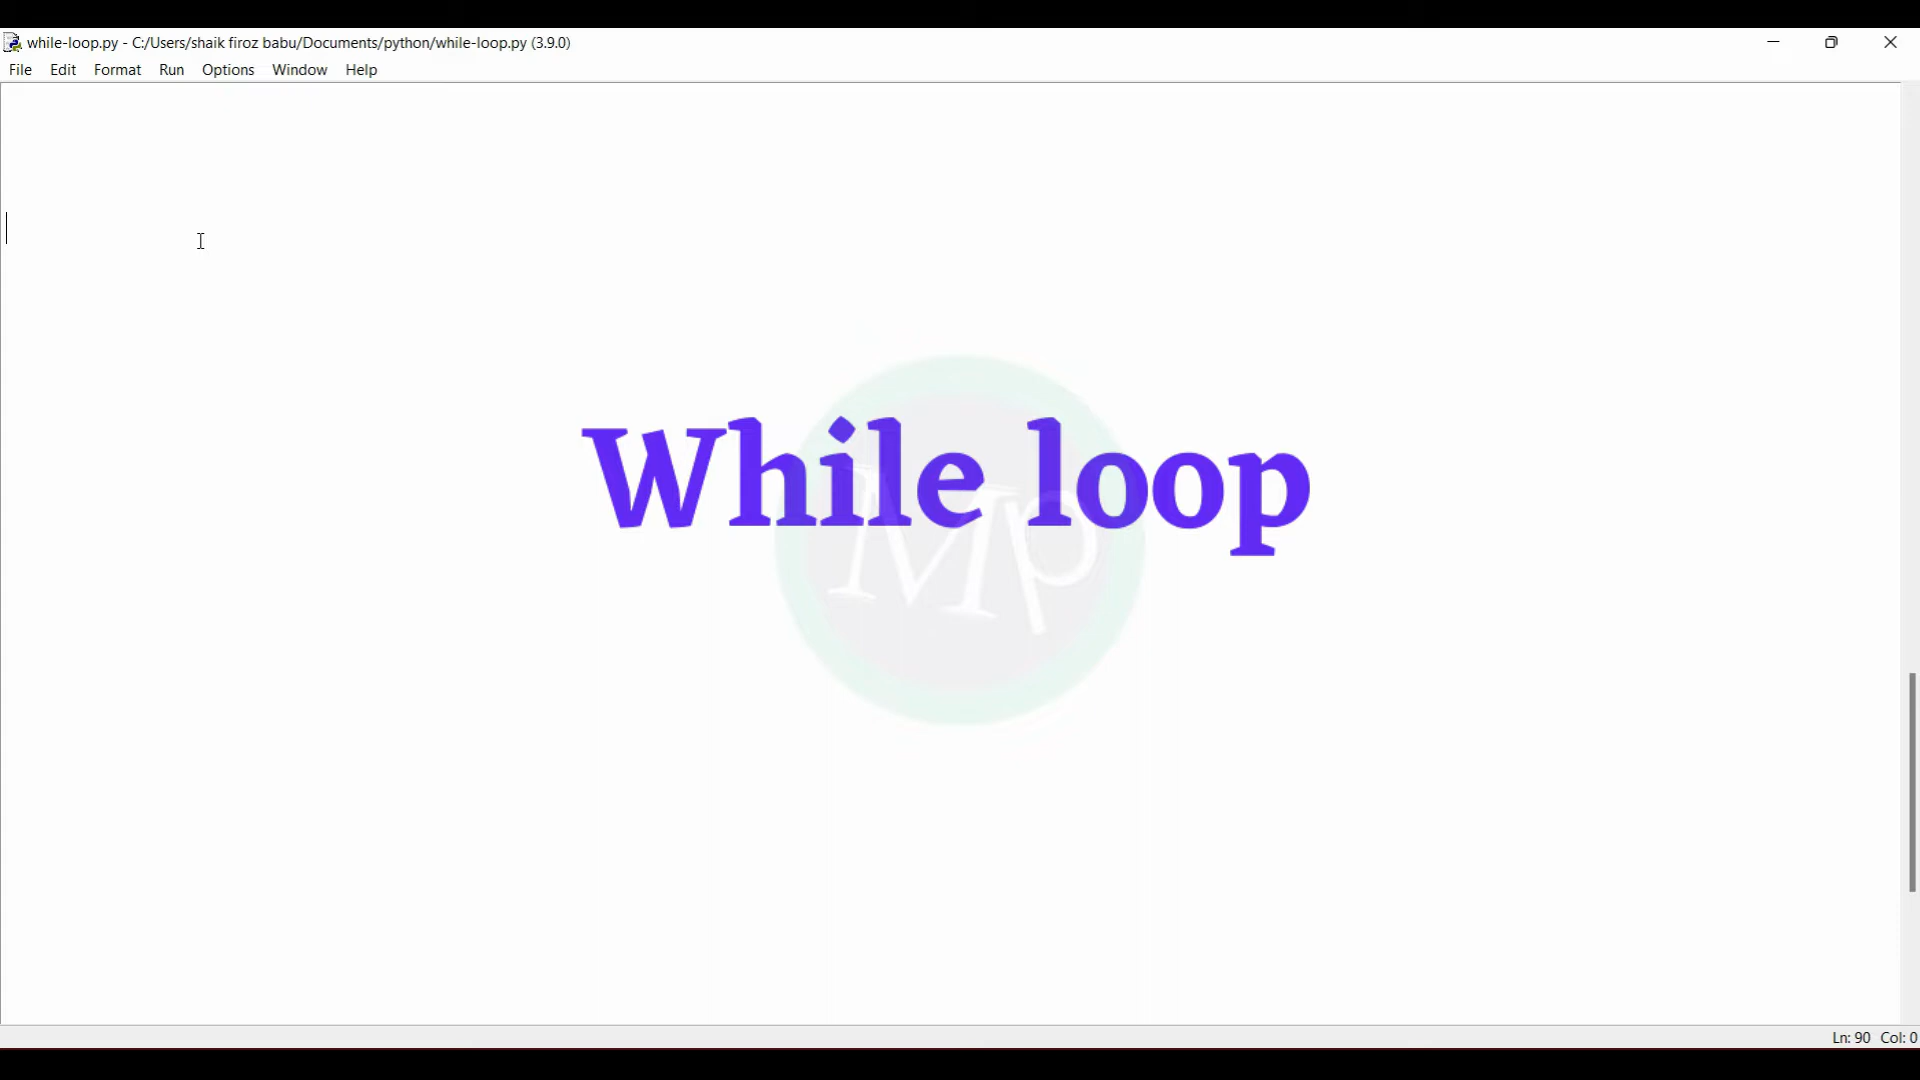 while-loop.py - C:/Users/shaik firoz babu/Documents/python/while-loop.py (3.9.0)
File Edit Format Run Options Window Help
While loop
Mp
Ln: 90 Col: 0